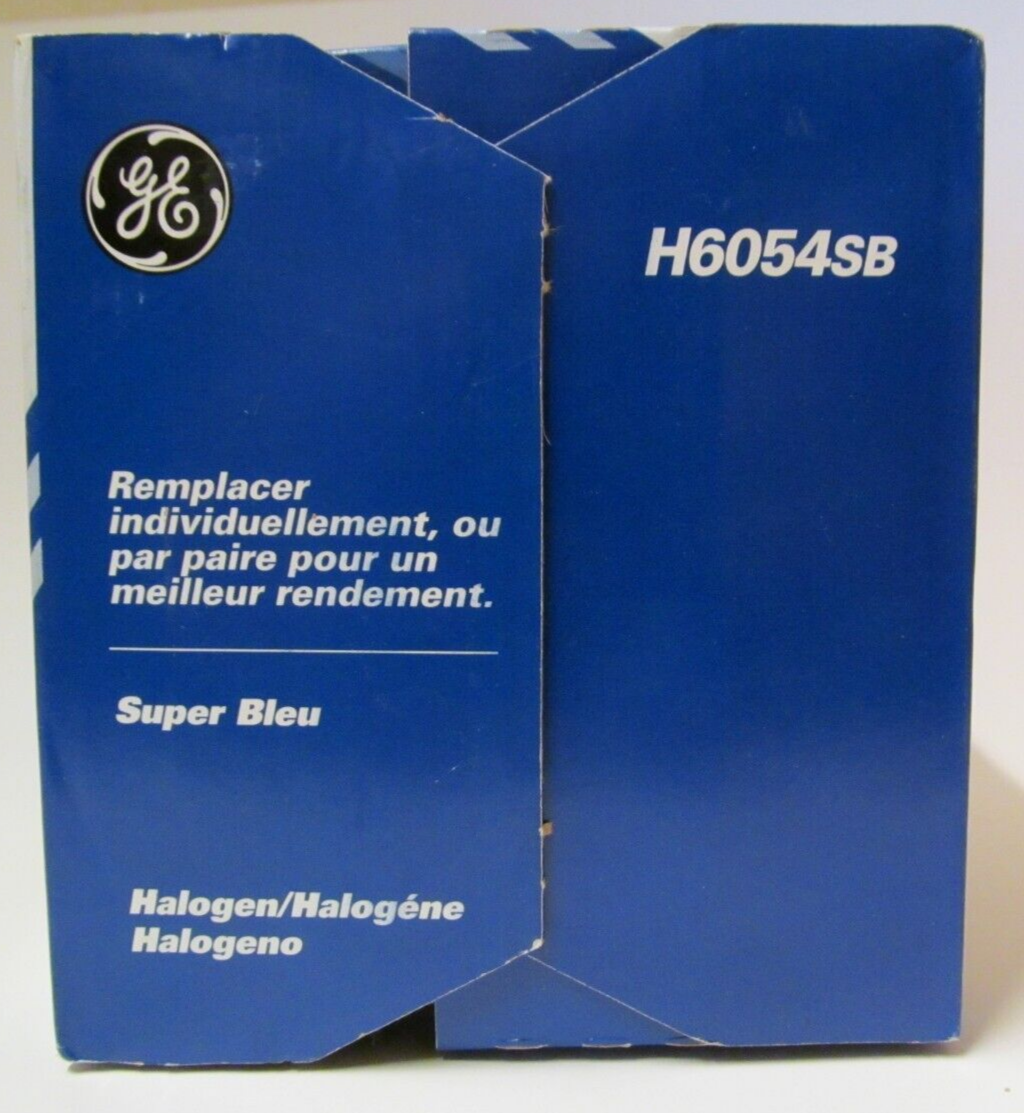 GE
H6054SB
Remplacer
individuellement, ou
par paire pour un
meilleur rendement.
Super Bleu
Halogen/Halogéne
Halogeno